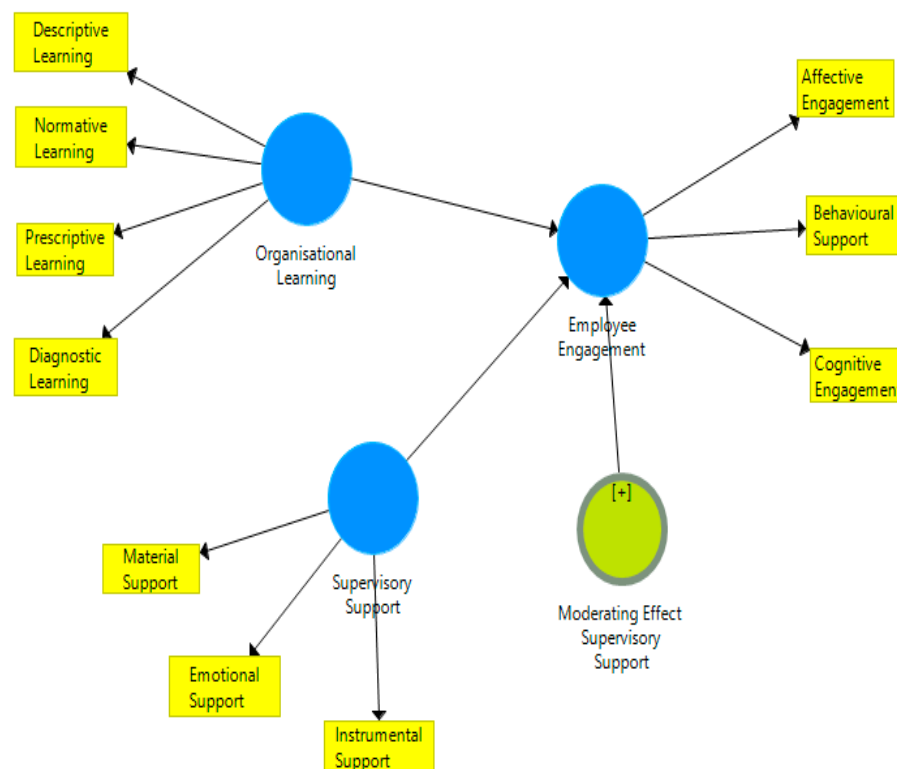 Descriptive
Learning
Normative
Learning
Prescriptive
Learning
Diagnostic
Learning
Organisational
Learning
Affective
Engagement
Behavioural
Support
Cognitive
Engagement
Employee
Engagement
Material
Support
Emotional
Support
Instrumental
Support
Supervisory
Support
[+]
Moderating Effect
Supervisory
Support